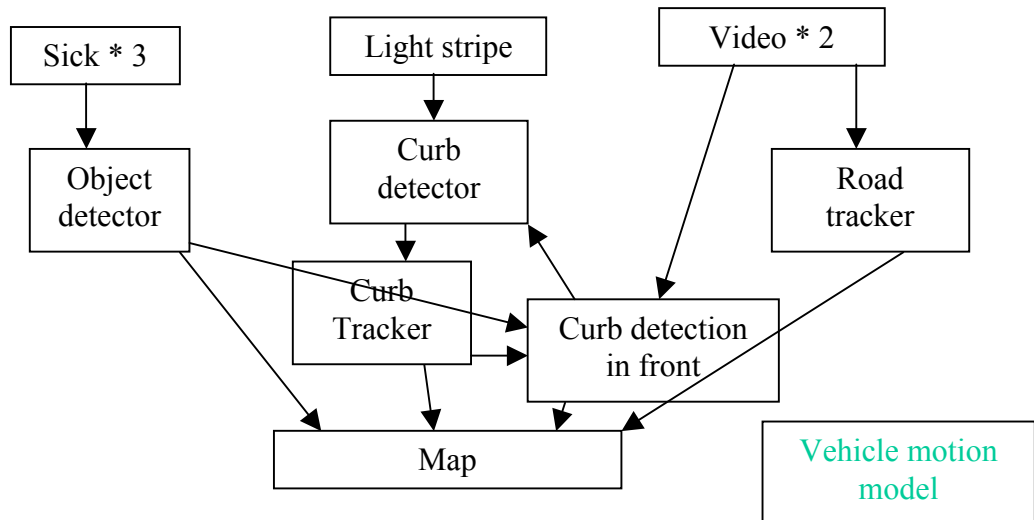 Sick * 3
Light stripe
Video * 2
Object
detector
Curb
detector
Road
tracker
Curb
Tracker
Curb detection
in front
Map
Vehicle motion
model